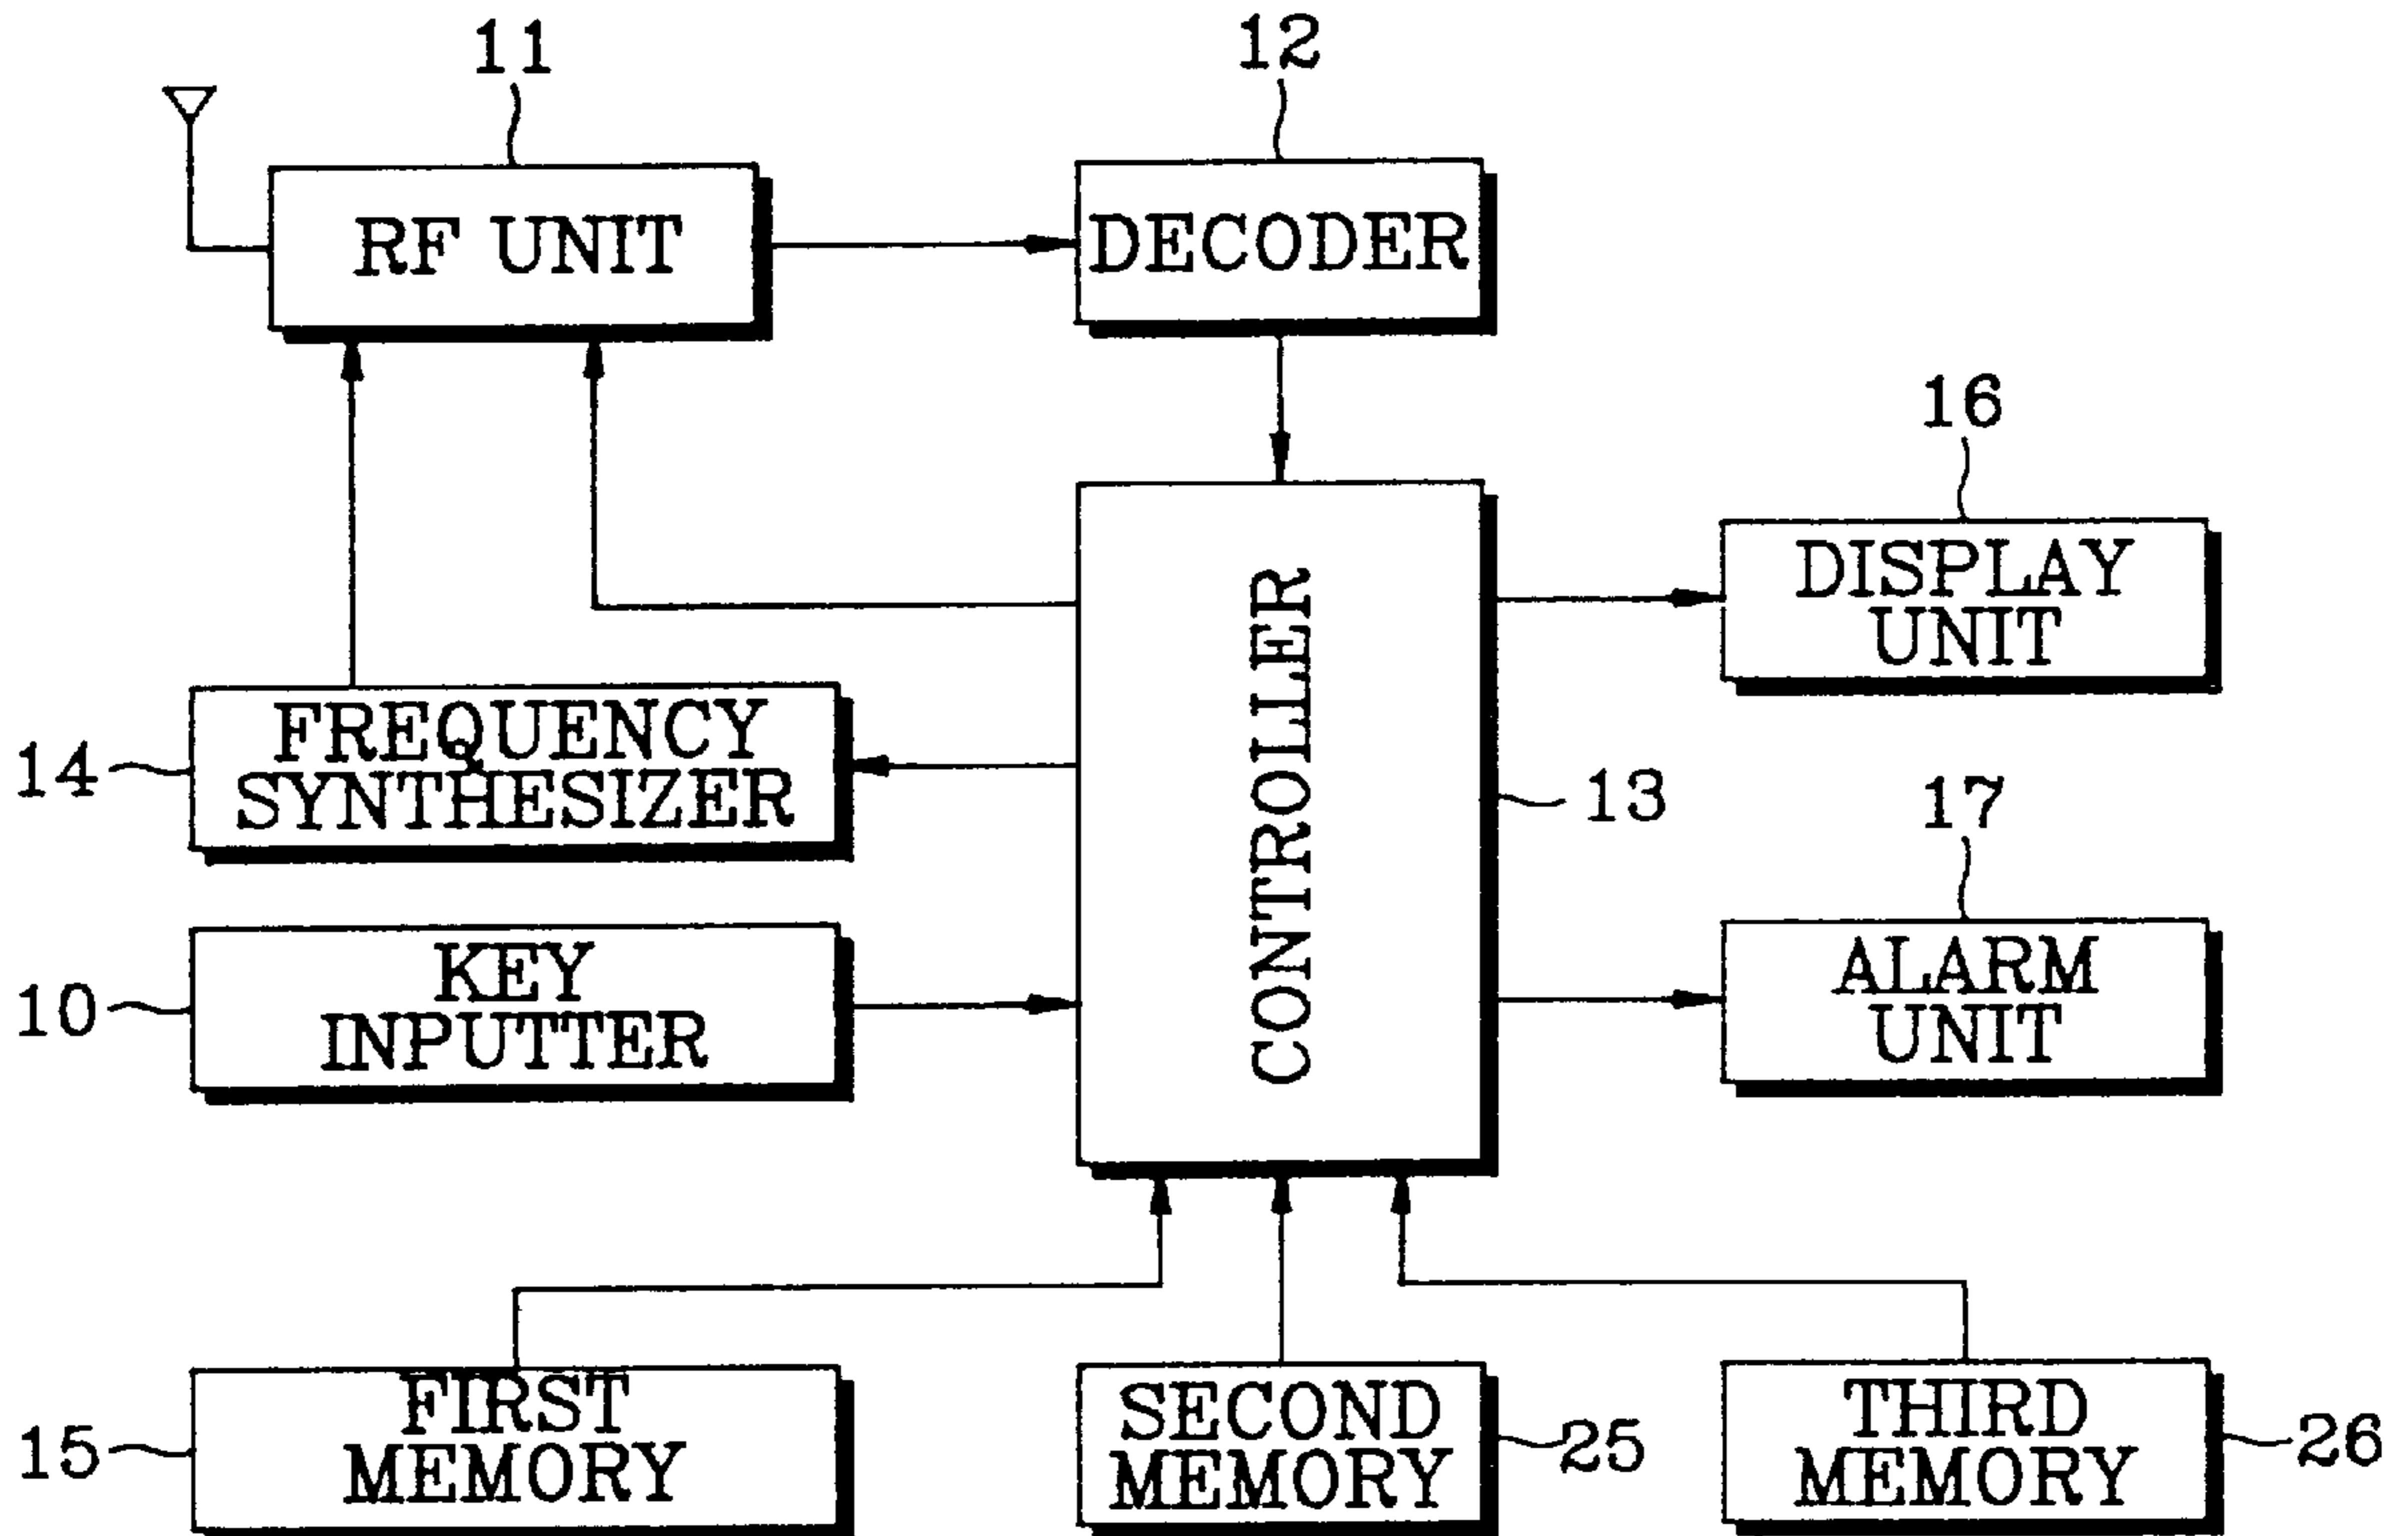 11
12
RF UNIT
DECODER
16
DISPLAY
UNIT
CONTROLLER
13
14
FREQUENCY
SYNTHESIZER
17
10
KEY
INPUTTER
ALARM
UNIT
15
FIRST
MEMORY
SECOND
MEMORY
25
THIRD
MEMORY
26